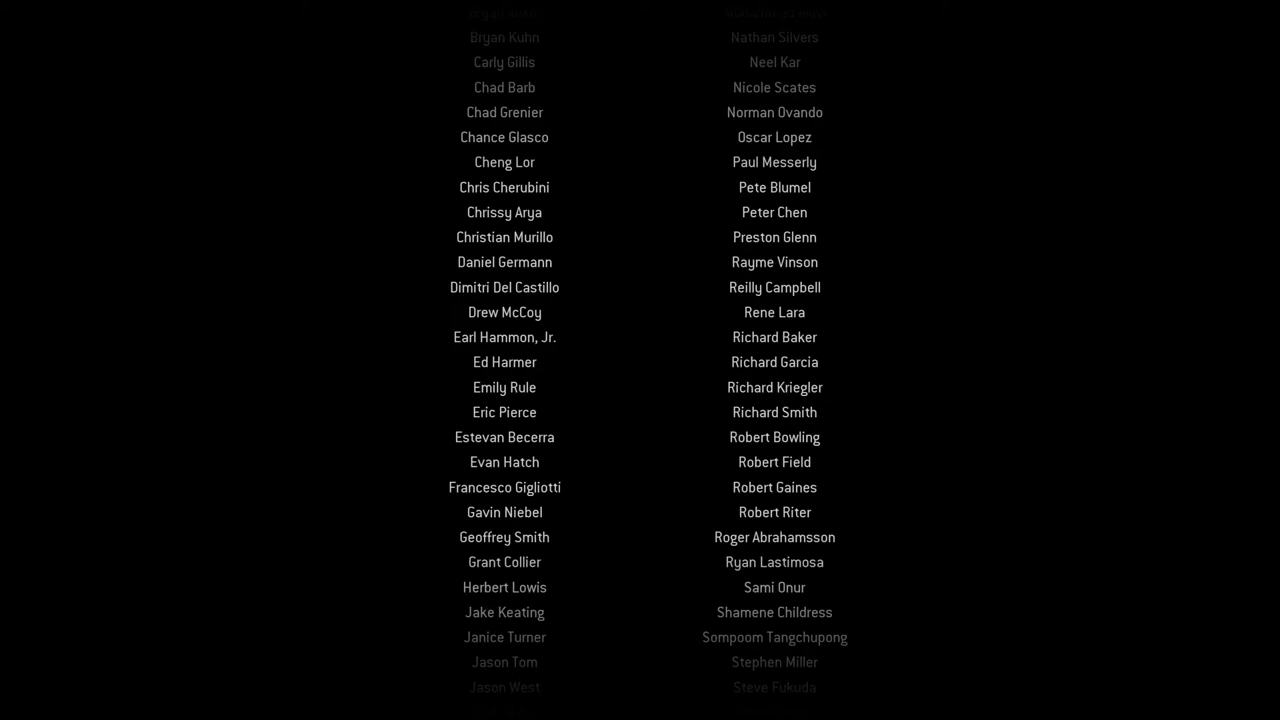 Bryan Kuhn
Carly Gillis
Chad Barb
Chad Grenier
Chance Glasco
Cheng Lor
Chris Cherubini
Chrissy Arya
Christian Murillo
Daniel Germann
Dimitri Del Castillo
Drew McCoy
Earl Hammon, Jr.
Ed Harmer
Emily Rule
Eric Pierce
Estevan Becerra
Evan Hatch
Francesco Gigliotti
Gavin Niebel
Geoffrey Smith
Grant Collier
Herbert Lowis
Jake Keating
Janice Turner
Jason Tom
Jason West
Nathan Silvers
Neel Kar
Nicole Scates
Norman Ovando
Oscar Lopez
Paul Messerly
Pete Blumel
Peter Chen
Preston Glenn
Rayme Vinson
Reilly Campbell
Rene Lara
Richard Baker
Richard Garcia
Richard Kriegler
Richard Smith
Robert Bowling
Robert Field
Robert Gaines
Robert Riter
Roger Abrahamsson
Ryan Lastimosa
Sami Onur
Shamene Childress
Sompoom Tangchupong
Stephen Miller
Steve Fukuda